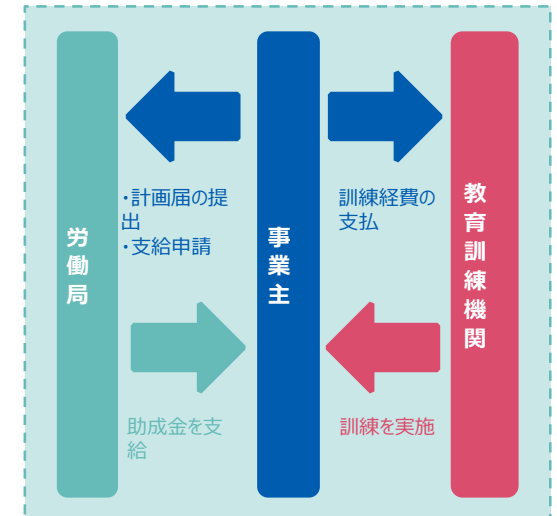 労働局
・計画届の提
出
・支給申請
助成金を支
給
事業主
訓練経費の
支払
訓練を実施
教育訓練機関